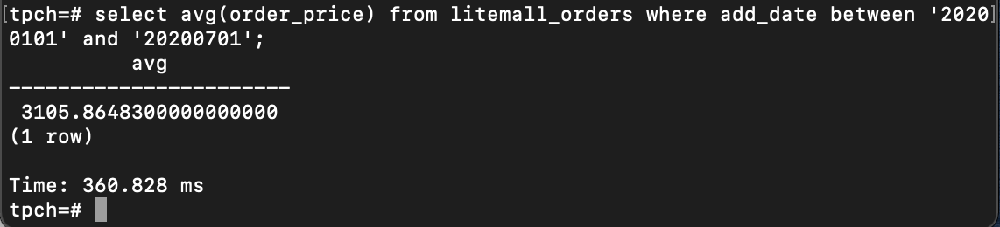 [tpch=# select avg(order_price) from litemall_orders where add_date between '2020]
0101' and '20200701';
          avg
-----------------------
 3105.8648300000000000
(1 row)

Time: 360.828 ms
tpch=#